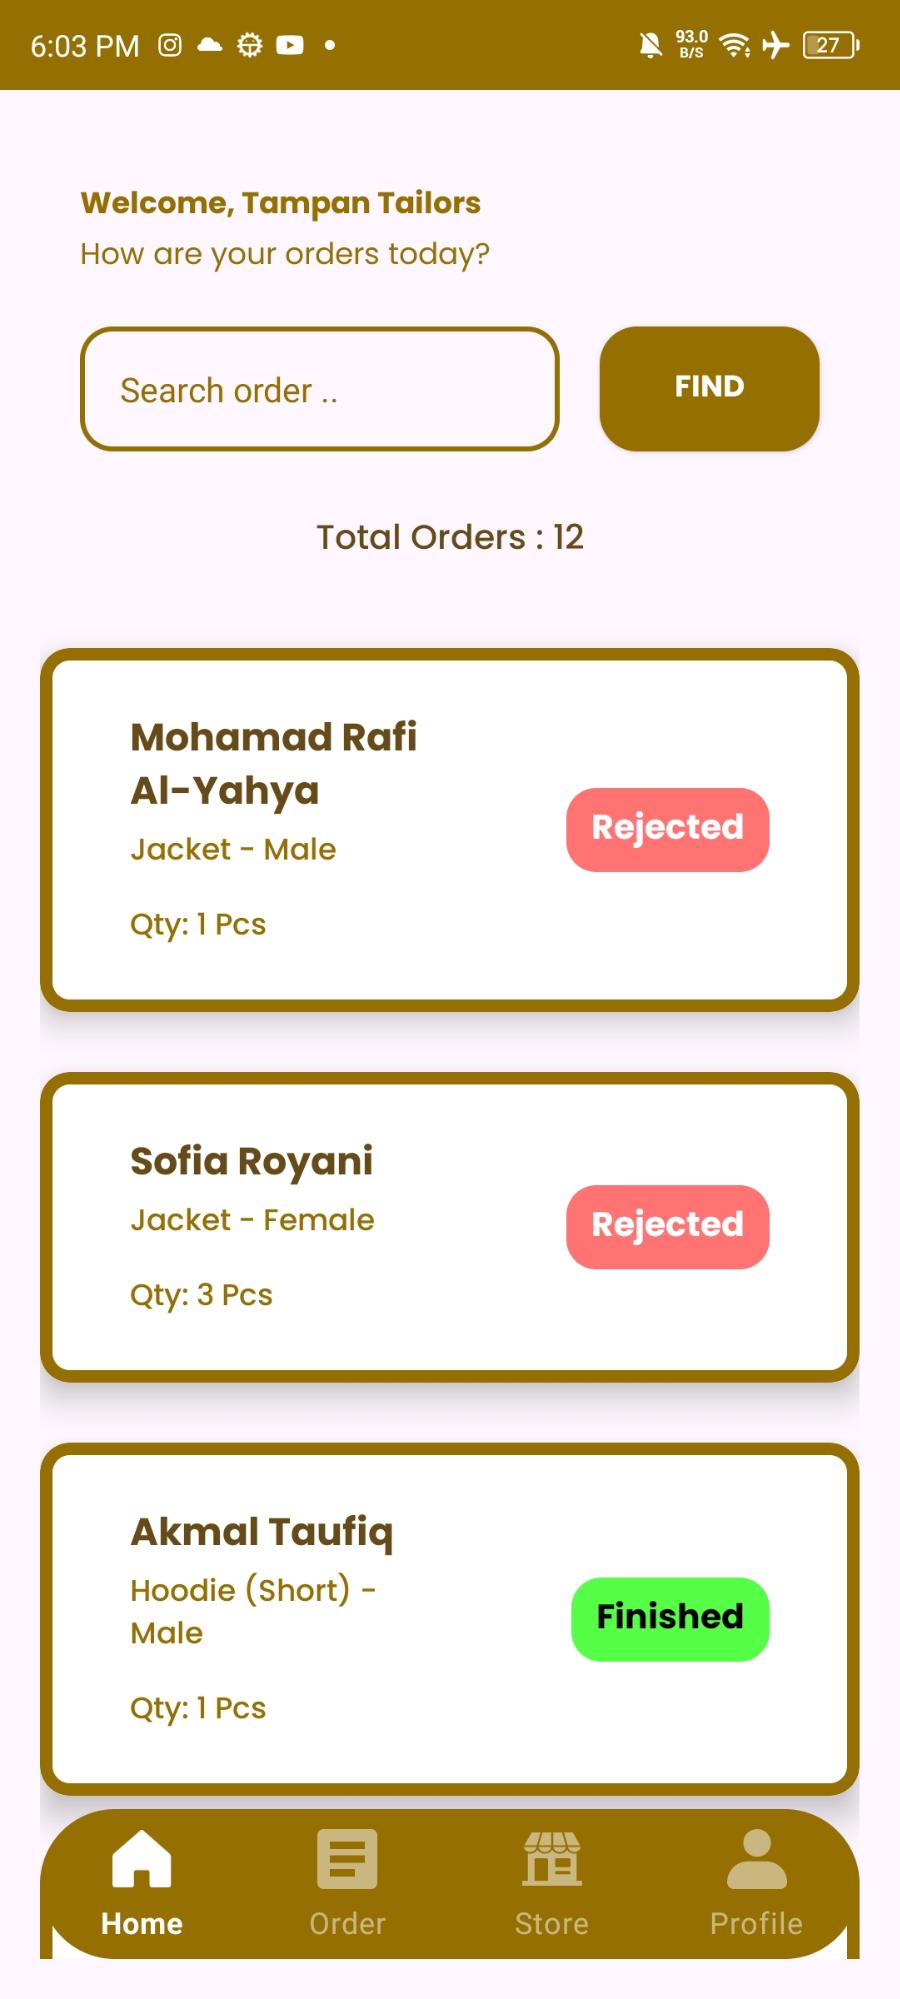 6:03 PM
93.0
B/S
27
Welcome, Tampan Tailors
How are your orders today?
Search order ..
FIND
Total Orders : 12
Mohamad Rafi
Al-Yahya
Jacket - Male
Qty: 1 Pcs
Rejected
Sofia Royani
Jacket - Female
Qty: 3 Pcs
Rejected
Akmal Taufiq
Hoodie (Short) -
Male
Qty: 1 Pcs
Finished
Home
Order
Store
Profile